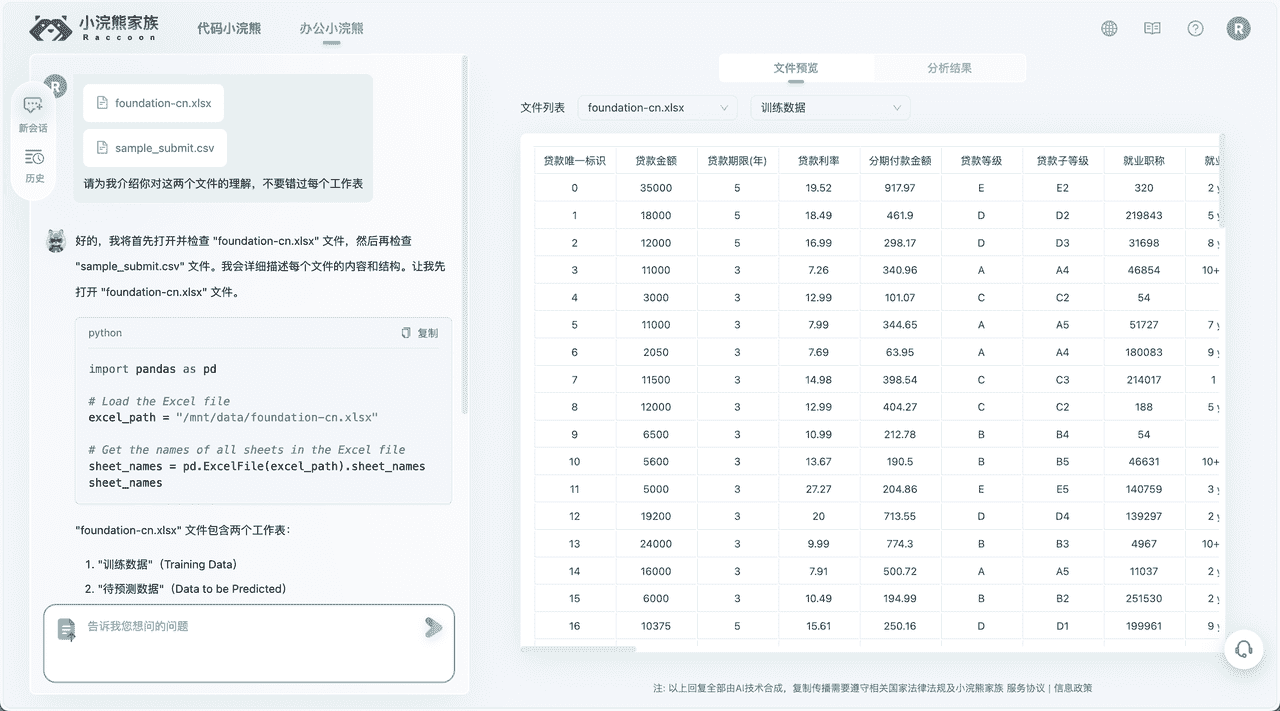 小浣熊家族
Raccoon
代码小浣熊
办公小浣熊
R
R
新会话
历史
foundation-cn.xlsx
sample_submit.csv
请为我介绍你对这两个文件的理解，不要错过每个工作表
好的，我将首先打开并检查 "foundation-cn.xlsx" 文件，然后再检查
"sample_submit.csv" 文件。我会详细描述每个文件的内容和结构。让我先
打开 "foundation-cn.xlsx" 文件。
python 复制
import pandas as pd
# Load the Excel file
excel_path = "/mnt/data/foundation-cn.xlsx"
# Get the names of all sheets in the Excel file
sheet_names = pd.ExcelFile(excel_path).sheet_names
sheet_names
"foundation-cn.xlsx" 文件包含两个工作表：
1. "训练数据"（Training Data）
2. "待预测数据"（Data to be Predicted）
告诉我您想问的问题
文件预览 分析结果
文件列表 foundation-cn.xlsx 训练数据
贷款唯一标识 贷款金额 贷款期限(年) 贷款利率 分期付款金额 贷款等级 贷款子等级 就业职称
0 35000 5 19.52 917.97 E E2 320 2
1 18000 5 18.49 461.9 D D2 219843 5
2 12000 5 16.99 298.17 D D3 31698 8
3 11000 3 7.26 340.96 A A4 46854 10+
4 3000 3 12.99 101.07 C C2 54
5 11000 3 7.99 344.65 A A5 51727 7
6 2050 3 7.69 63.95 A A4 180083 9
7 11500 3 14.98 398.54 C C3 214017 1
8 12000 3 12.99 404.27 C C2 188 5
9 6500 3 10.99 212.78 B B4 54
10 5600 3 13.67 190.5 B B5 46631 10+
11 5000 3 27.27 204.86 E E5 140759 3
12 19200 3 20 713.55 D D4 139297 2
13 24000 3 9.99 774.3 B B3 4967 10+
14 16000 3 7.91 500.72 A A5 11037 2
15 6000 3 10.49 194.99 B B2 251530 2
16 10375 5 15.61 250.16 D D1 199961 9
注: 以上回复全部由AI技术合成，复制传播需要遵守相关国家法律法规及小浣熊家族 服务协议 | 信息政策